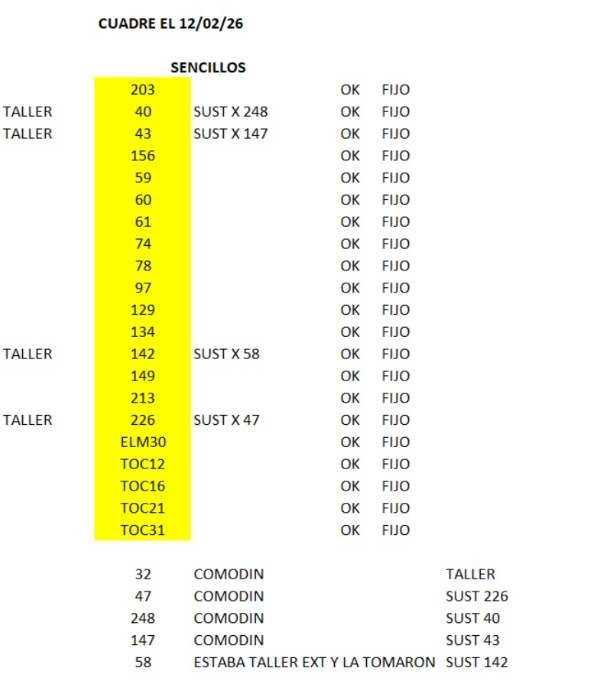 CUADRE EL 12/02/26
SENCILLOS
203 OK FIJO
TALLER 40 SUST X 248 OK FIJO
TALLER 43 SUST X 147 OK FIJO
156 OK FIJO
59 OK FIJO
60 OK FIJO
61 OK FIJO
74 OK FIJO
78 OK FIJO
97 OK FIJO
129 OK FIJO
134 OK FIJO
TALLER 142 SUST X 58 OK FIJO
149 OK FIJO
213 OK FIJO
TALLER 226 SUST X 47 OK FIJO
ELM30 OK FIJO
TOC12 OK FIJO
TOC16 OK FIJO
TOC21 OK FIJO
TOC31 OK FIJO
32 COMODIN TALLER
47 COMODIN SUST 226
248 COMODIN SUST 40
147 COMODIN SUST 43
58 ESTABA TALLER EXT Y LA TOMARON SUST 142